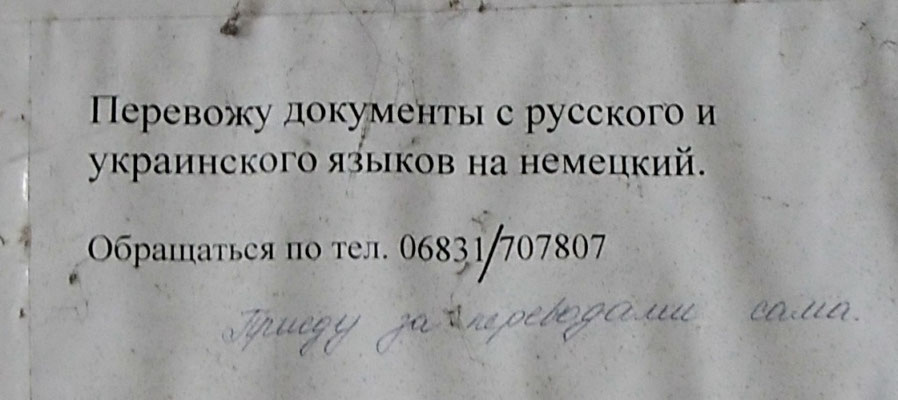 Перевожу документы с русского и
украинского языков на немецкий.
Обращаться по тел. 06831/707807
Приеду за переводами сама.